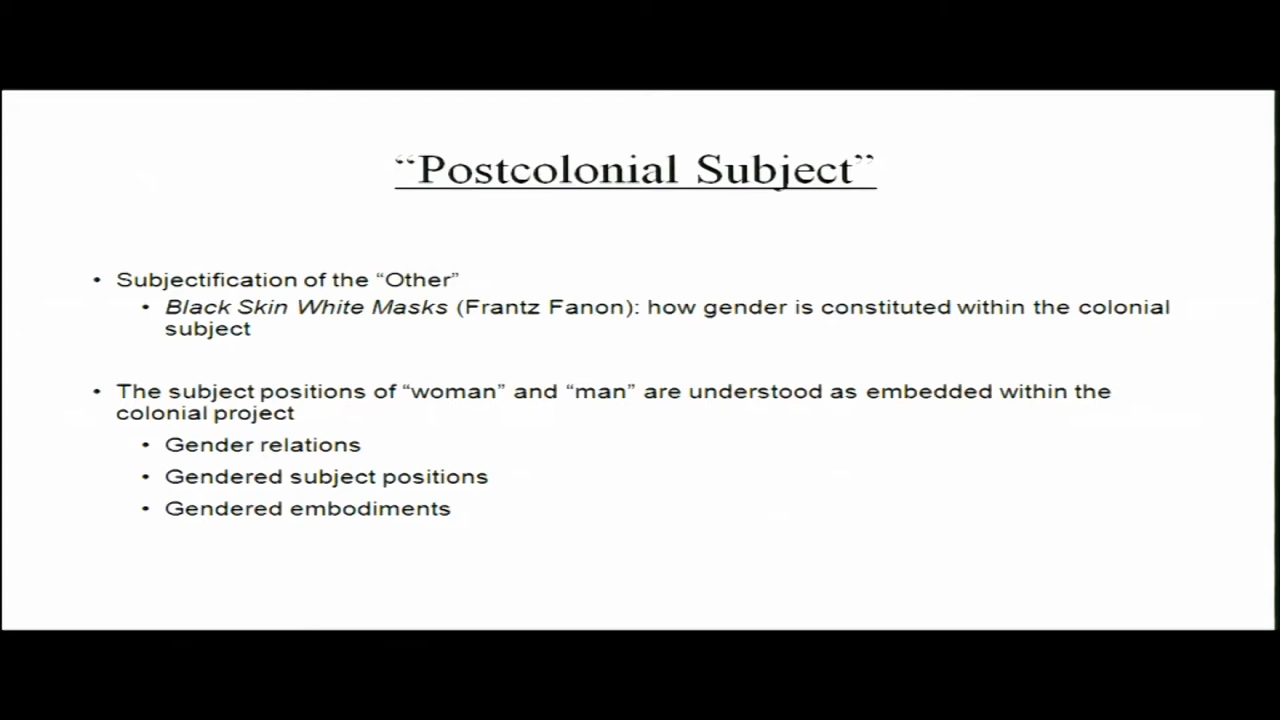 “Postcolonial Subject”
• Subjectification of the “Other”
• Black Skin White Masks (Frantz Fanon): how gender is constituted within the colonial
subject
• The subject positions of “woman” and “man” are understood as embedded within the
colonial project
• Gender relations
• Gendered subject positions
• Gendered embodiments